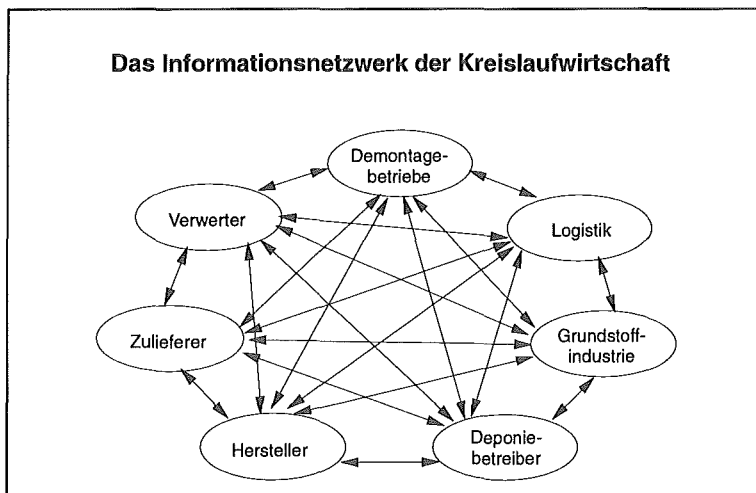 Das Informationsnetzwerk der Kreislaufwirtschaft
Demontage-
betriebe
Verwerter
Logistik
Zulieferer
Grundstoff-
industrie
Hersteller
Deponie-
betreiber